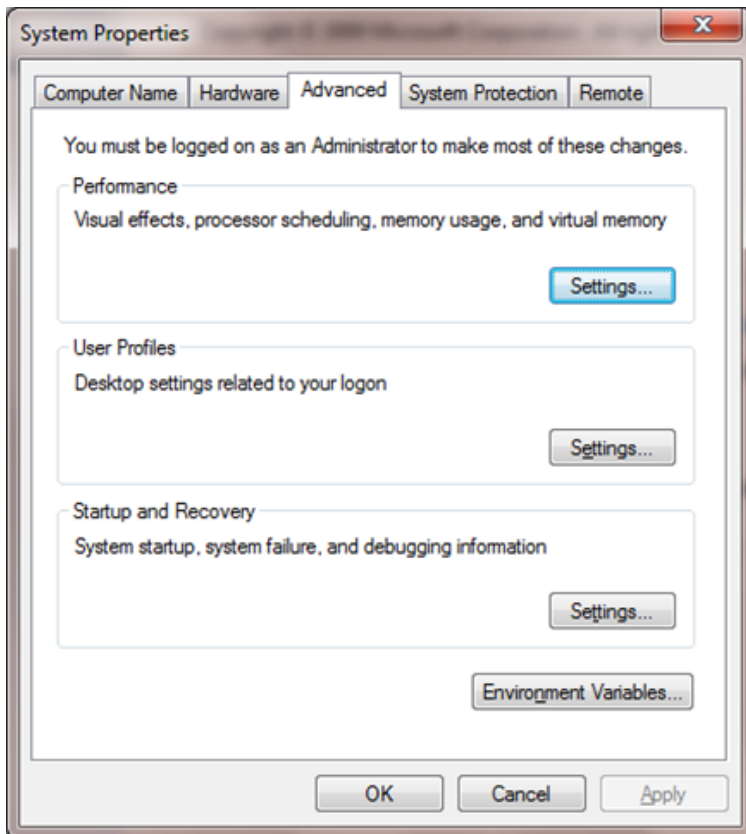 System Properties
Computer Name Hardware Advanced System Protection Remote
You must be logged on as an Administrator to make most of these changes.
Performance
Visual effects, processor scheduling, memory usage, and virtual memory
Settings...
User Profiles
Desktop settings related to your logon
Settings...
Startup and Recovery
System startup, system failure, and debugging information
Settings...
Environment Variables...
OK Cancel Apply